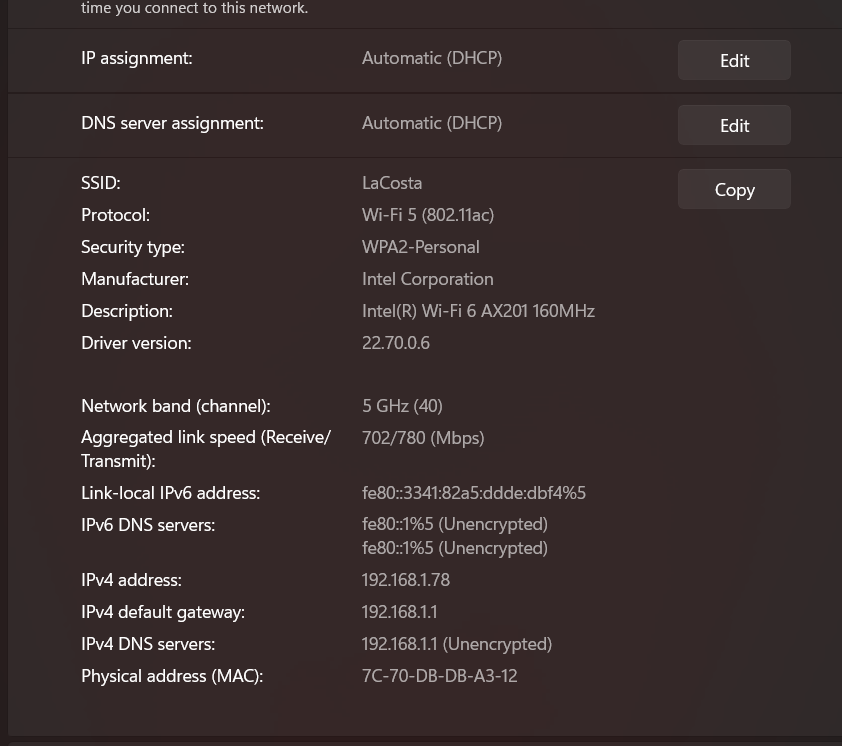 time you connect to this network.
IP assignment: Automatic (DHCP) Edit
DNS server assignment: Automatic (DHCP) Edit
SSID: LaCosta Copy
Protocol: Wi-Fi 5 (802.11ac)
Security type: WPA2-Personal
Manufacturer: Intel Corporation
Description: Intel(R) Wi-Fi 6 AX201 160MHz
Driver version: 22.70.0.6
Network band (channel): 5 GHz (40)
Aggregated link speed (Receive/ 702/780 (Mbps)
Transmit):
Link-local IPv6 address: fe80::3341:82a5:ddde:dbf4%5
IPv6 DNS servers: fe80::1%5 (Unencrypted)
fe80::1%5 (Unencrypted)
IPv4 address: 192.168.1.78
IPv4 default gateway: 192.168.1.1
IPv4 DNS servers: 192.168.1.1 (Unencrypted)
Physical address (MAC): 7C-70-DB-DB-A3-12